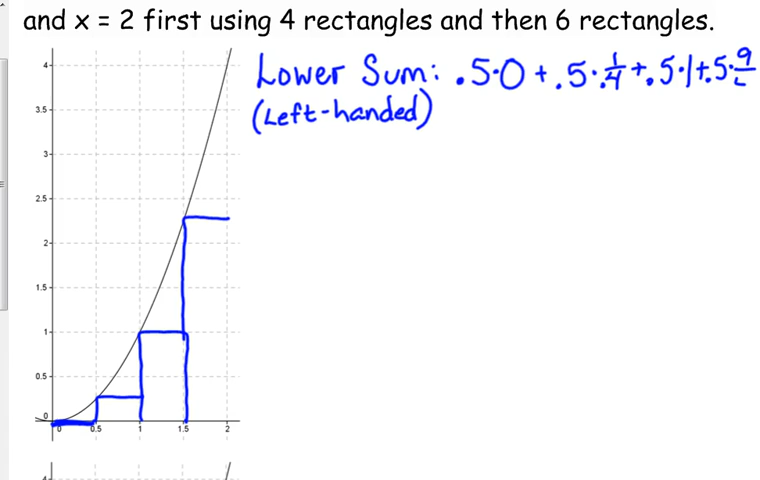 and x = 2 first using 4 rectangles and then 6 rectangles.
Lower Sum: .5·0 + .5·1/4 + .5·1 + .5·9/
(Left-handed)
4
3.5
3
2.5
2
1.5
1
0.5
0
0 0.5 1 1.5 2
4